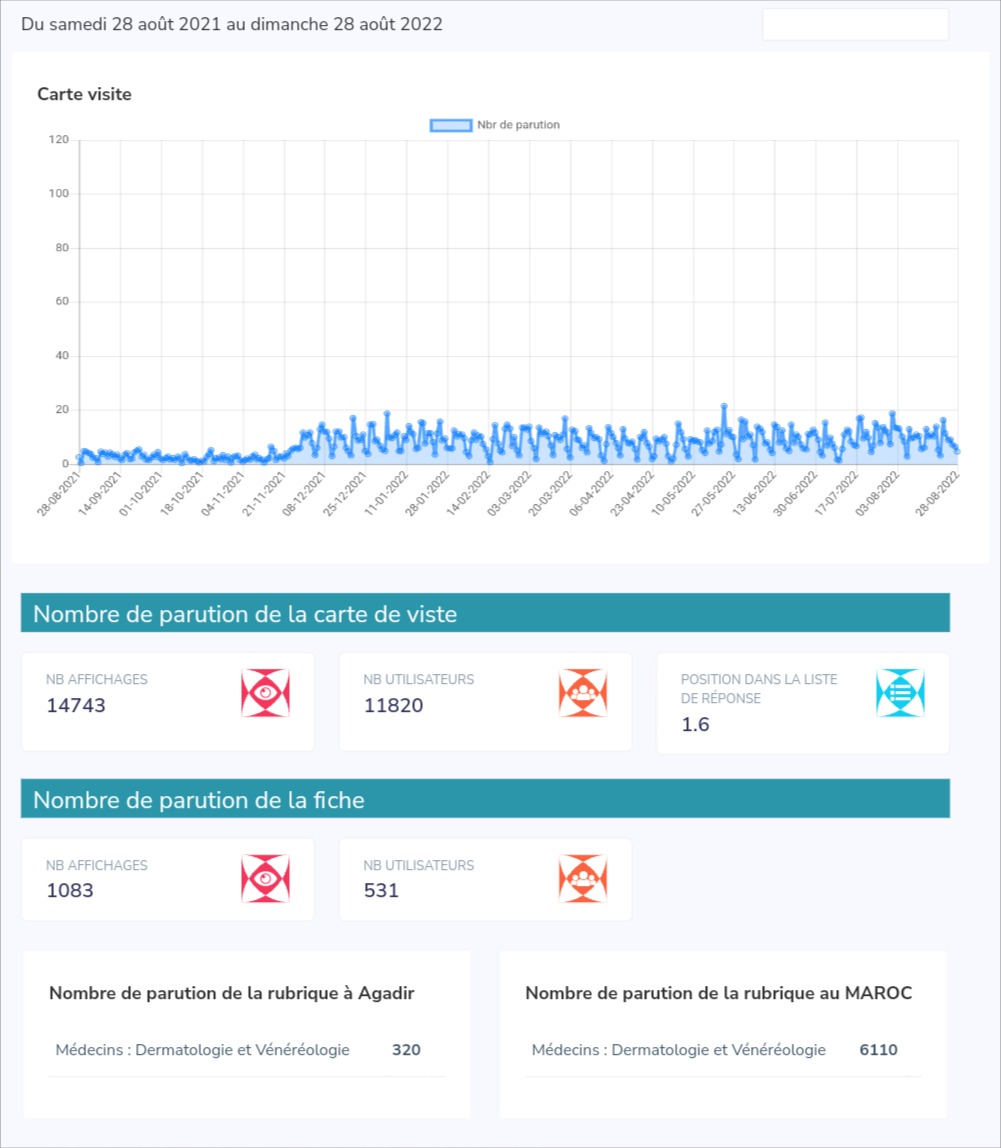 Du samedi 28 août 2021 au dimanche 28 août 2022
Carte visite
Nbr de parution
120
100
80
60
40
20
0
28-08-2021
14-09-2021
01-10-2021
18-10-2021
04-11-2021
21-11-2021
08-12-2021
25-12-2021
11-01-2022
28-01-2022
14-02-2022
03-03-2022
20-03-2022
06-04-2022
23-04-2022
10-05-2022
27-05-2022
13-06-2022
30-06-2022
17-07-2022
03-08-2022
28-08-2022
Nombre de parution de la carte de viste
NB AFFICHAGES
14743
NB UTILISATEURS
11820
POSITION DANS LA LISTE
DE RÉPONSE
1.6
Nombre de parution de la fiche
NB AFFICHAGES
1083
NB UTILISATEURS
531
Nombre de parution de la rubrique à Agadir
Médecins : Dermatologie et Vénéréologie 320
Nombre de parution de la rubrique au MAROC
Médecins : Dermatologie et Vénéréologie 6110